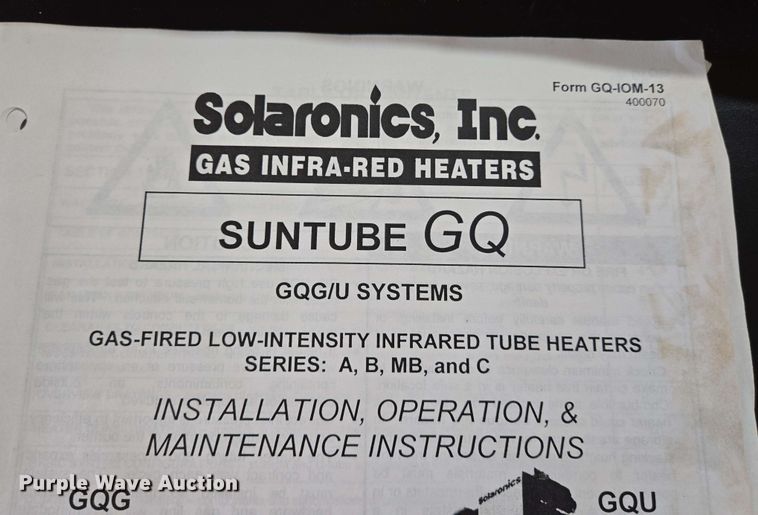 Form GQ-IOM-13
400070
Solaronics, Inc.
GAS INFRA-RED HEATERS
SUNTUBE GQ
GQG/U SYSTEMS
GAS-FIRED LOW-INTENSITY INFRARED TUBE HEATERS
SERIES: A, B, MB, and C
INSTALLATION, OPERATION, &
MAINTENANCE INSTRUCTIONS
GQG
Solaronics
GQU
Purple Wave Auction